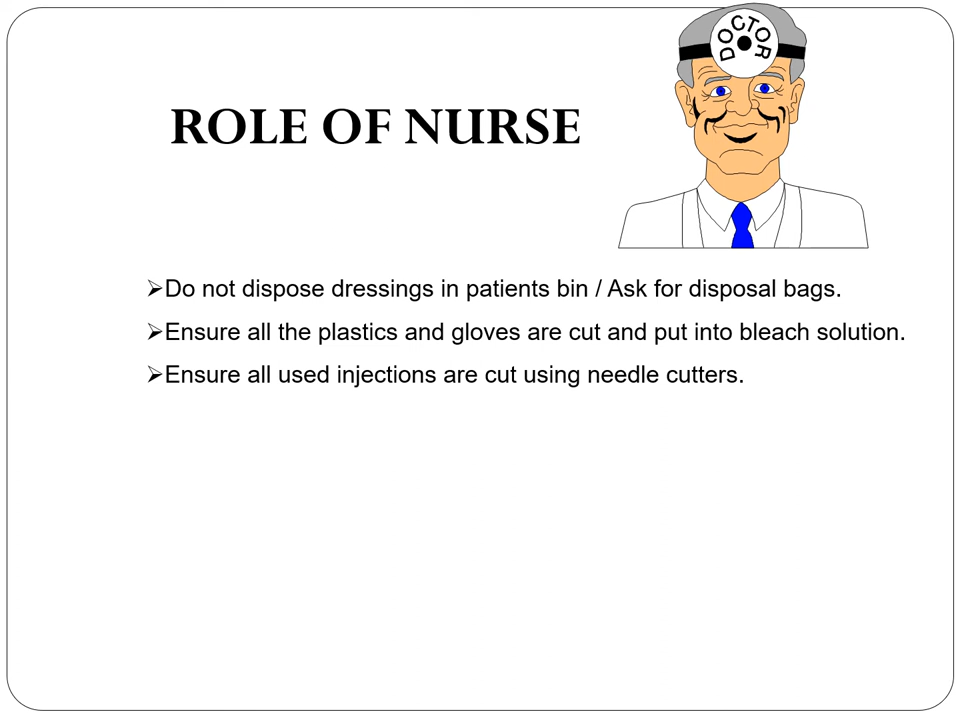 DOCTOR
ROLE OF NURSE
➢Do not dispose dressings in patients bin / Ask for disposal bags.
➢Ensure all the plastics and gloves are cut and put into bleach solution.
➢Ensure all used injections are cut using needle cutters.